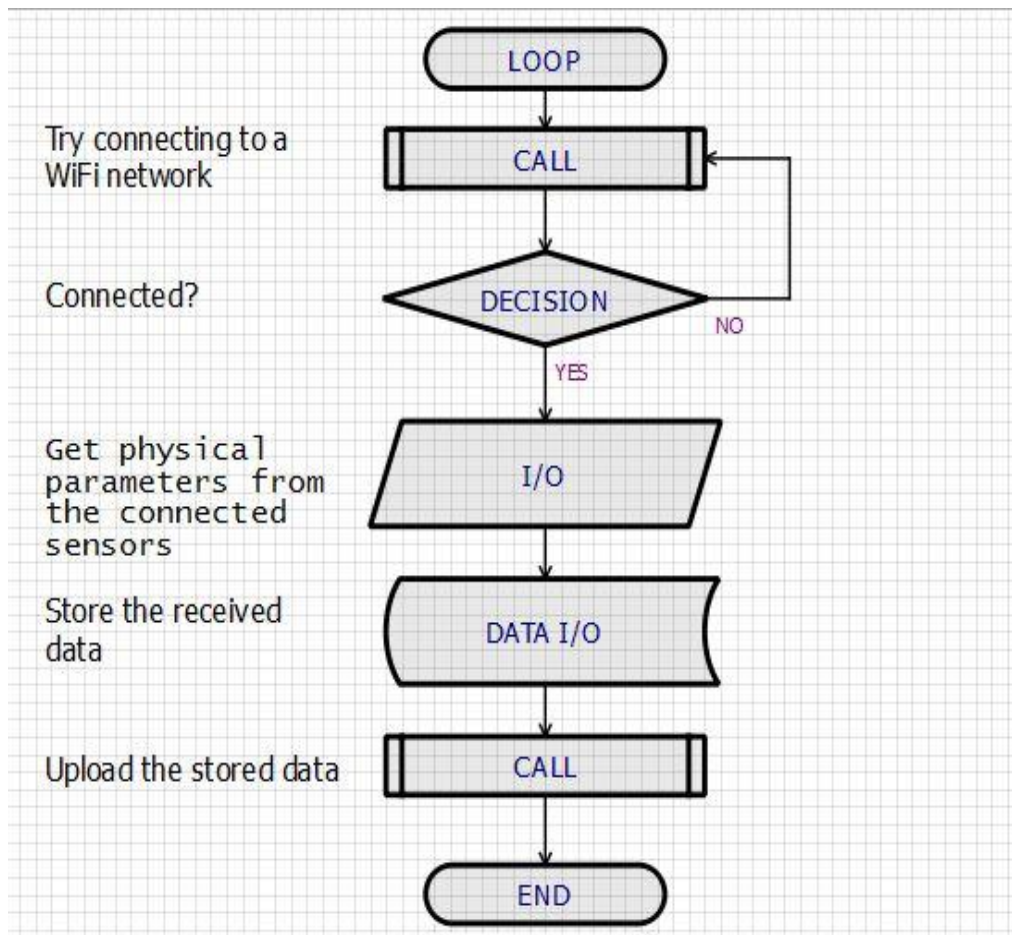 LOOP
Try connecting to a
WiFi network
CALL
Connected?
DECISION
NO
YES
Get physical
parameters from
the connected
sensors
I/O
Store the received
data
DATA I/O
Upload the stored data
CALL
END